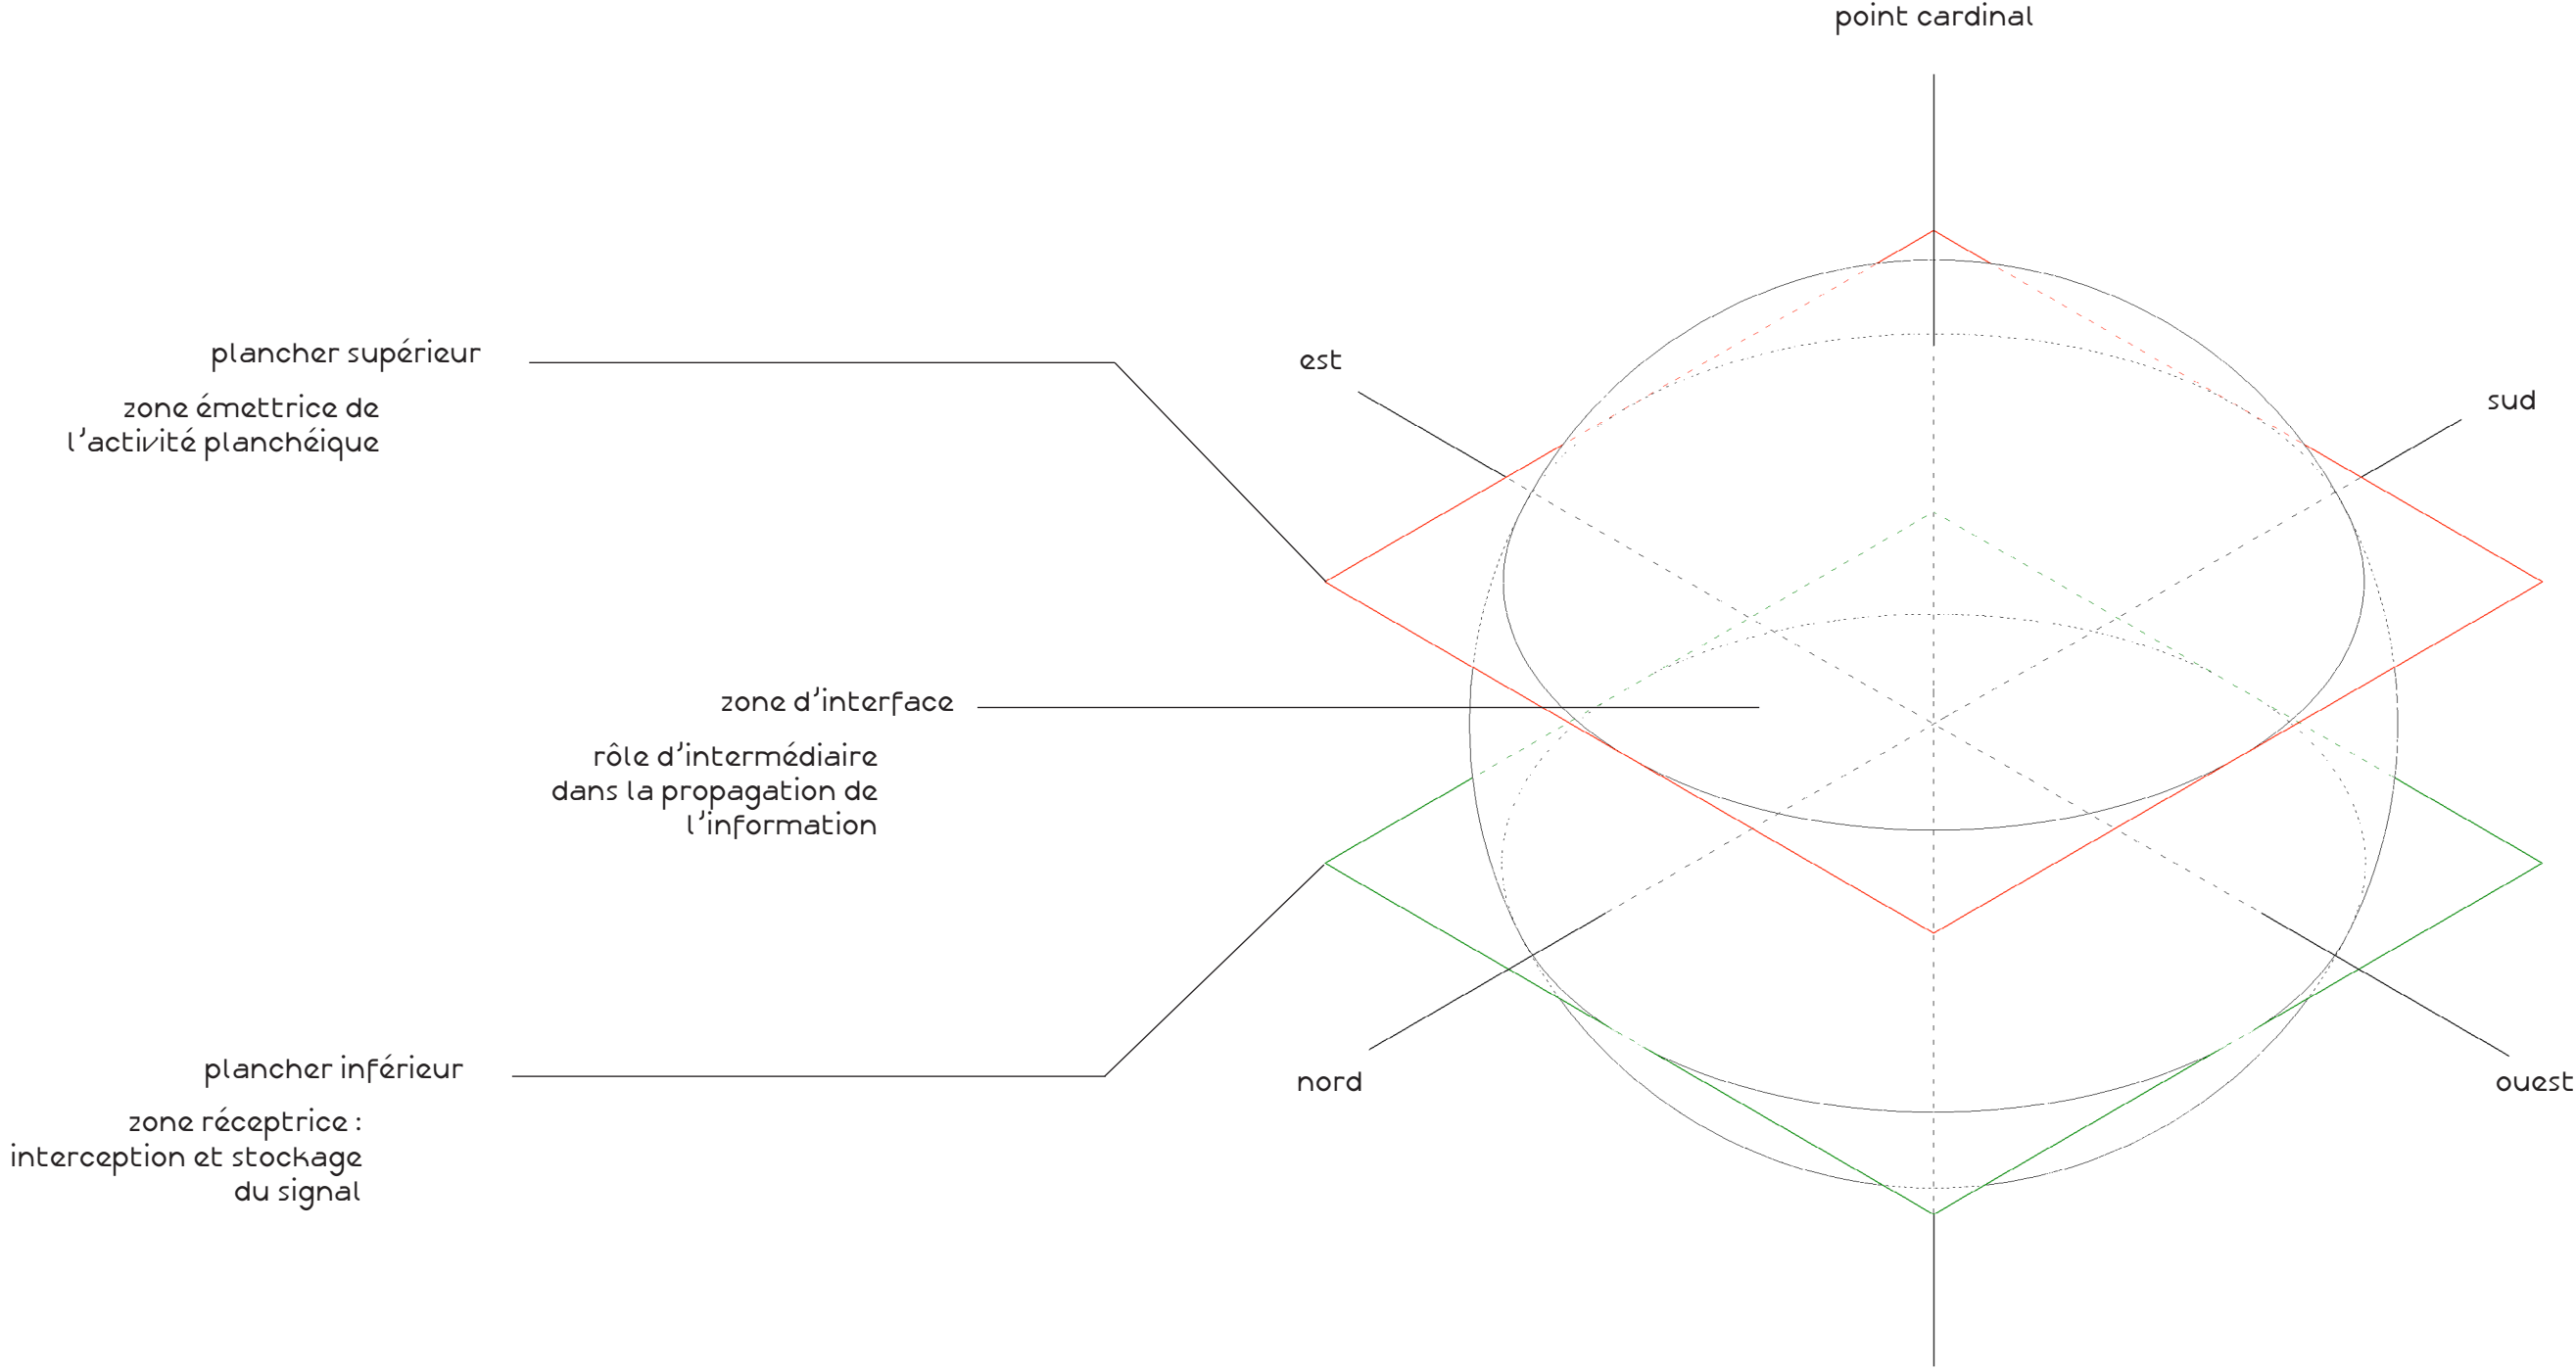 point cardinal
plancher supérieur
zone émettrice de
l'activité planchéique
est
sud
zone d'interface
rôle d'intermédiaire
dans la propagation de
l'information
plancher inférieur
zone réceptrice :
interception et stockage
du signal
nord
ouest